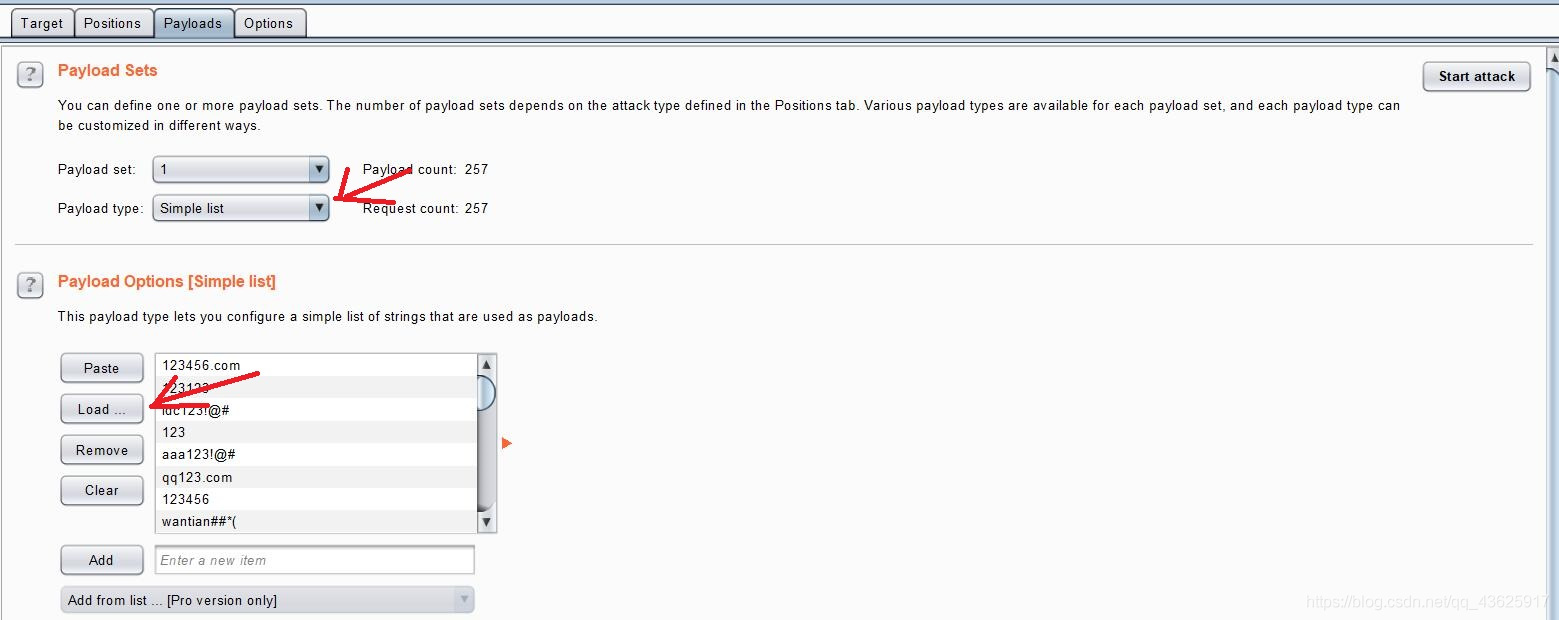 Target Positions Payloads Options
Payload Sets
Start attack
You can define one or more payload sets. The number of payload sets depends on the attack type defined in the Positions tab. Various payload types are available for each payload set, and each payload type can
be customized in different ways.
Payload set: 1 Payload count: 257
Payload type: Simple list Request count: 257
Payload Options [Simple list]
This payload type lets you configure a simple list of strings that are used as payloads.
Paste
Load ...
Remove
Clear
123456.com
123123
idc123!@#
123
aaa123!@#
qq123.com
123456
wantian##*(
Add Enter a new item
Add from list ... [Pro version only]
https://blog.csdn.net/qq_43625917